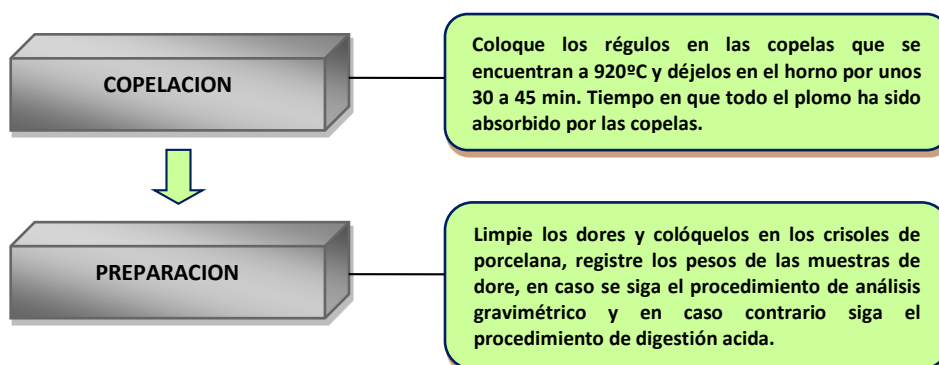 COPELACION
Coloque los régulos en las copelas que se
encuentran a 920ºC y déjelos en el horno por unos
30 a 45 min. Tiempo en que todo el plomo ha sido
absorbido por las copelas.
PREPARACION
Limpie los dores y colóquelos en los crisoles de
porcelana, registre los pesos de las muestras de
dore, en caso se siga el procedimiento de análisis
gravimétrico y en caso contrario siga el
procedimiento de digestión acida.